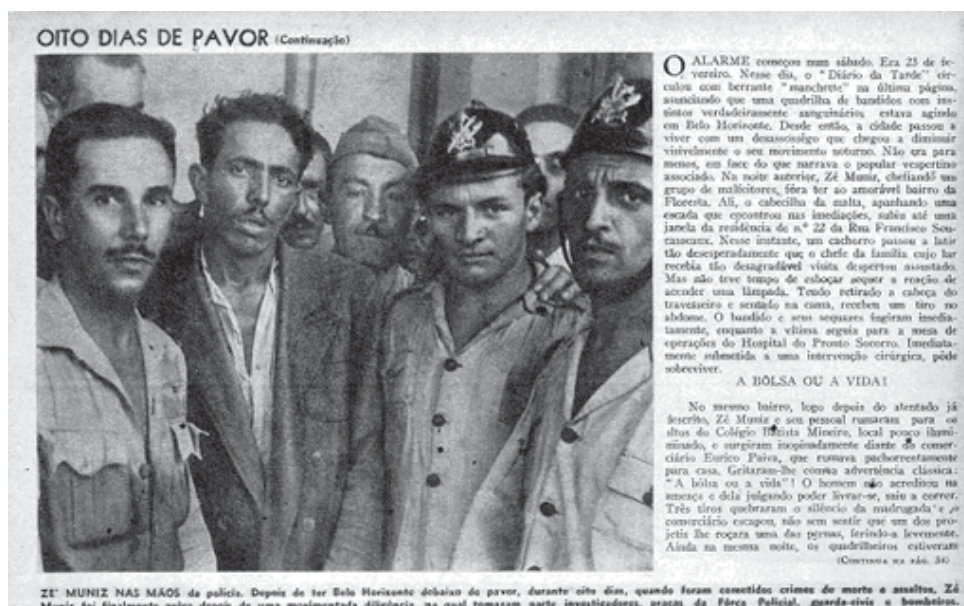 OITO DIAS DE PAVOR (Continuação)
O ALARME começou num sábado. Era 25 de fe-
vereiro. Nesse dia, o "Diário da Tarde" cir-
culou com berrante "manchete" na última página,
anunciando que uma quadrilha de bandidos com ins-
tintos verdadeiramente sanguinários estava agindo
em Belo Horizonte. Desde então, a cidade passou a
viver com um desassossêgo que chegou a diminuir
visivelmente o seu movimento noturno. Não era para
menos, em face do que narrava o popular vespertino
associado. Na noite anterior, Zé Muniz, chefiando um
grupo de malfeitores, fôra ter ao amorável bairro da
Floresta. Ali, o cabecilha da malta, apanhando uma
escada que encontrou nas imediações, subiu até uma
janela da residência de n.º 22 da Rua Francisco Sou-
casseaux. Nesse instante, um cachorro passou a latir
tão desesperadamente que o chefe da família cujo lar
recebia tão desagradável visita despertou assustado.
Mas não teve tempo de esboçar sequer a reação de
acender uma lâmpada. Tendo retirado a cabeça do
travesseiro e sentado na cama, recebeu um tiro no
abdome. O bandido e seus sequazes fugiram imedia-
tamente, enquanto a vítima seguia para a mesa de
operações do Hospital do Pronto Socorro. Imediata-
mente submetida a uma intervenção cirúrgica, pôde
sobreviver.
A BÔLSA OU A VIDA!
No mesmo bairro, logo depois do atentado já
descrito, Zé Muniz e seu pessoal rumaram para os
altos do Colégio Batista Mineiro, local pouco ilumi-
minado, e surgiram inopinadamente diante do comer-
ciário Eurico Paiva, que rumava pachorrentamente
para casa. Gritaram-lhe com a advertência clássica:
"A bôlsa ou a vida"! O homem não acreditou na
ameaça e dela julgando poder livrar-se, saiu a correr.
Três tiros quebraram o silêncio da madrugada e o
comerciário escapou, não sem sentir que um dos pro-
jetis lhe roçara uma das pernas, ferindo-a levemente.
Ainda na mesma noite, os quadrilheiros estiveram
(CONTINUA NA PÁG. 34)
ZE' MUNIZ NAS MÃOS da polícia. Depois de ter Belo Horizonte debaixo de pavor, durante oito dias, quando foram cometidos crimes de morte e assaltos, Zé
Muniz foi finalmente prêso depois de uma movimentada diligência, na qual tomaram parte investigadores, praças da Fôrça Policial, guarda-civis e bombeiros.